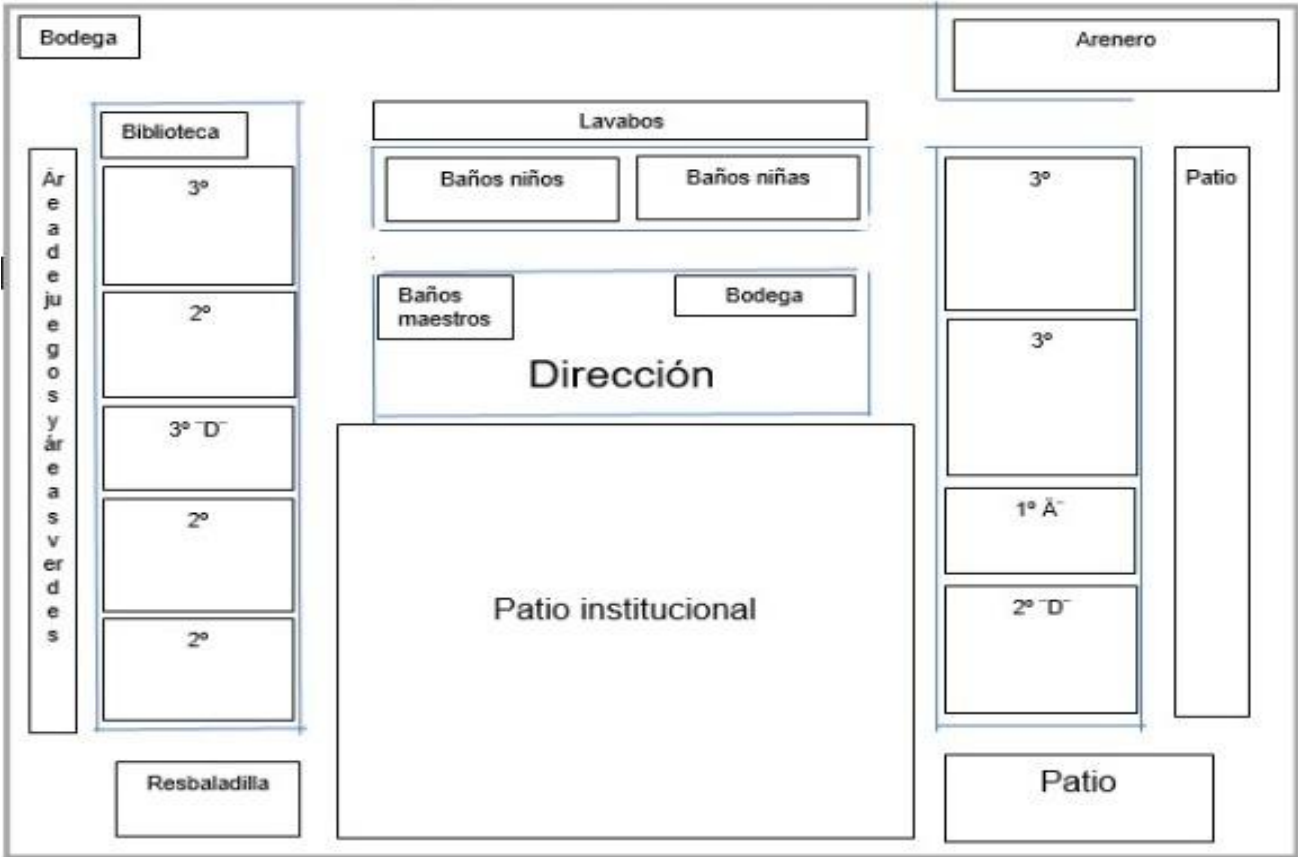 Bodega
Arenero
Lavabos
Biblioteca
Baños niños
Baños niñas
Ár
e
a
d
e
ju
e
g
o
s
y
ár
e
a
s
v
er
d
e
s
3º
2º
3º ¨D¨
2º
2º
Baños
maestros
Bodega
Dirección
Patio institucional
3º
3º
1º Ä¨
2º ¨D¨
Patio
Resbaladilla
Patio